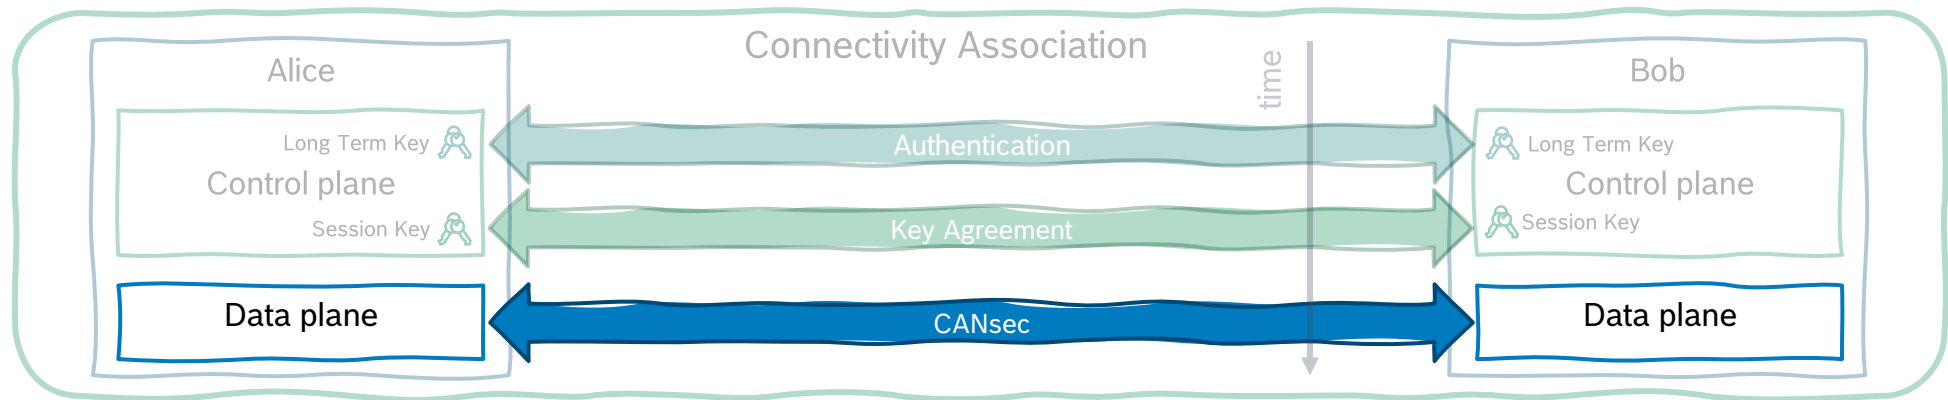 Connectivity Association
time
Alice
Long Term Key
Control plane
Session Key
Data plane
Authentication
Key Agreement
CANsec
Bob
Long Term Key
Control plane
Session Key
Data plane